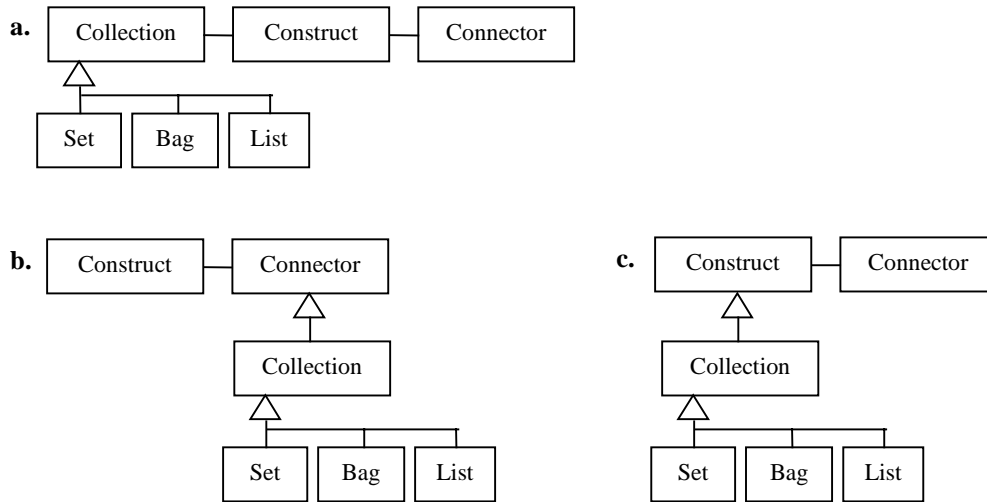 a. Collection Construct Connector
Set Bag List
b. Construct Connector
c. Construct Connector
Collection
Collection
Set Bag List
Set Bag List